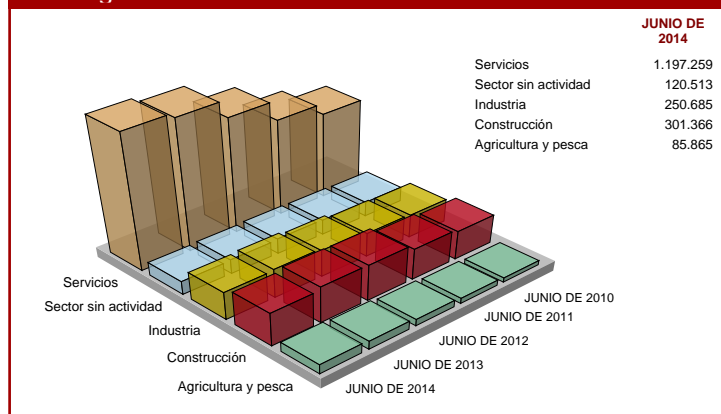 JUNIO DE
2014
Servicios 1.197.259
Sector sin actividad 120.513
Industria 250.685
Construcción 301.366
Agricultura y pesca 85.865
Servicios
Sector sin actividad
Industria
Construcción
Agricultura y pesca
JUNIO DE 2010
JUNIO DE 2011
JUNIO DE 2012
JUNIO DE 2013
JUNIO DE 2014